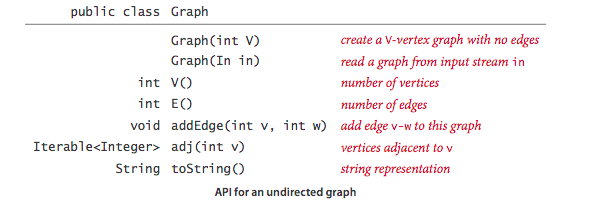 public class Graph
Graph(int V) create a V-vertex graph with no edges
Graph(In in) read a graph from input stream in
int V() number of vertices
int E() number of edges
void addEdge(int v, int w) add edge v-w to this graph
Iterable<Integer> adj(int v) vertices adjacent to v
String toString() string representation
API for an undirected graph